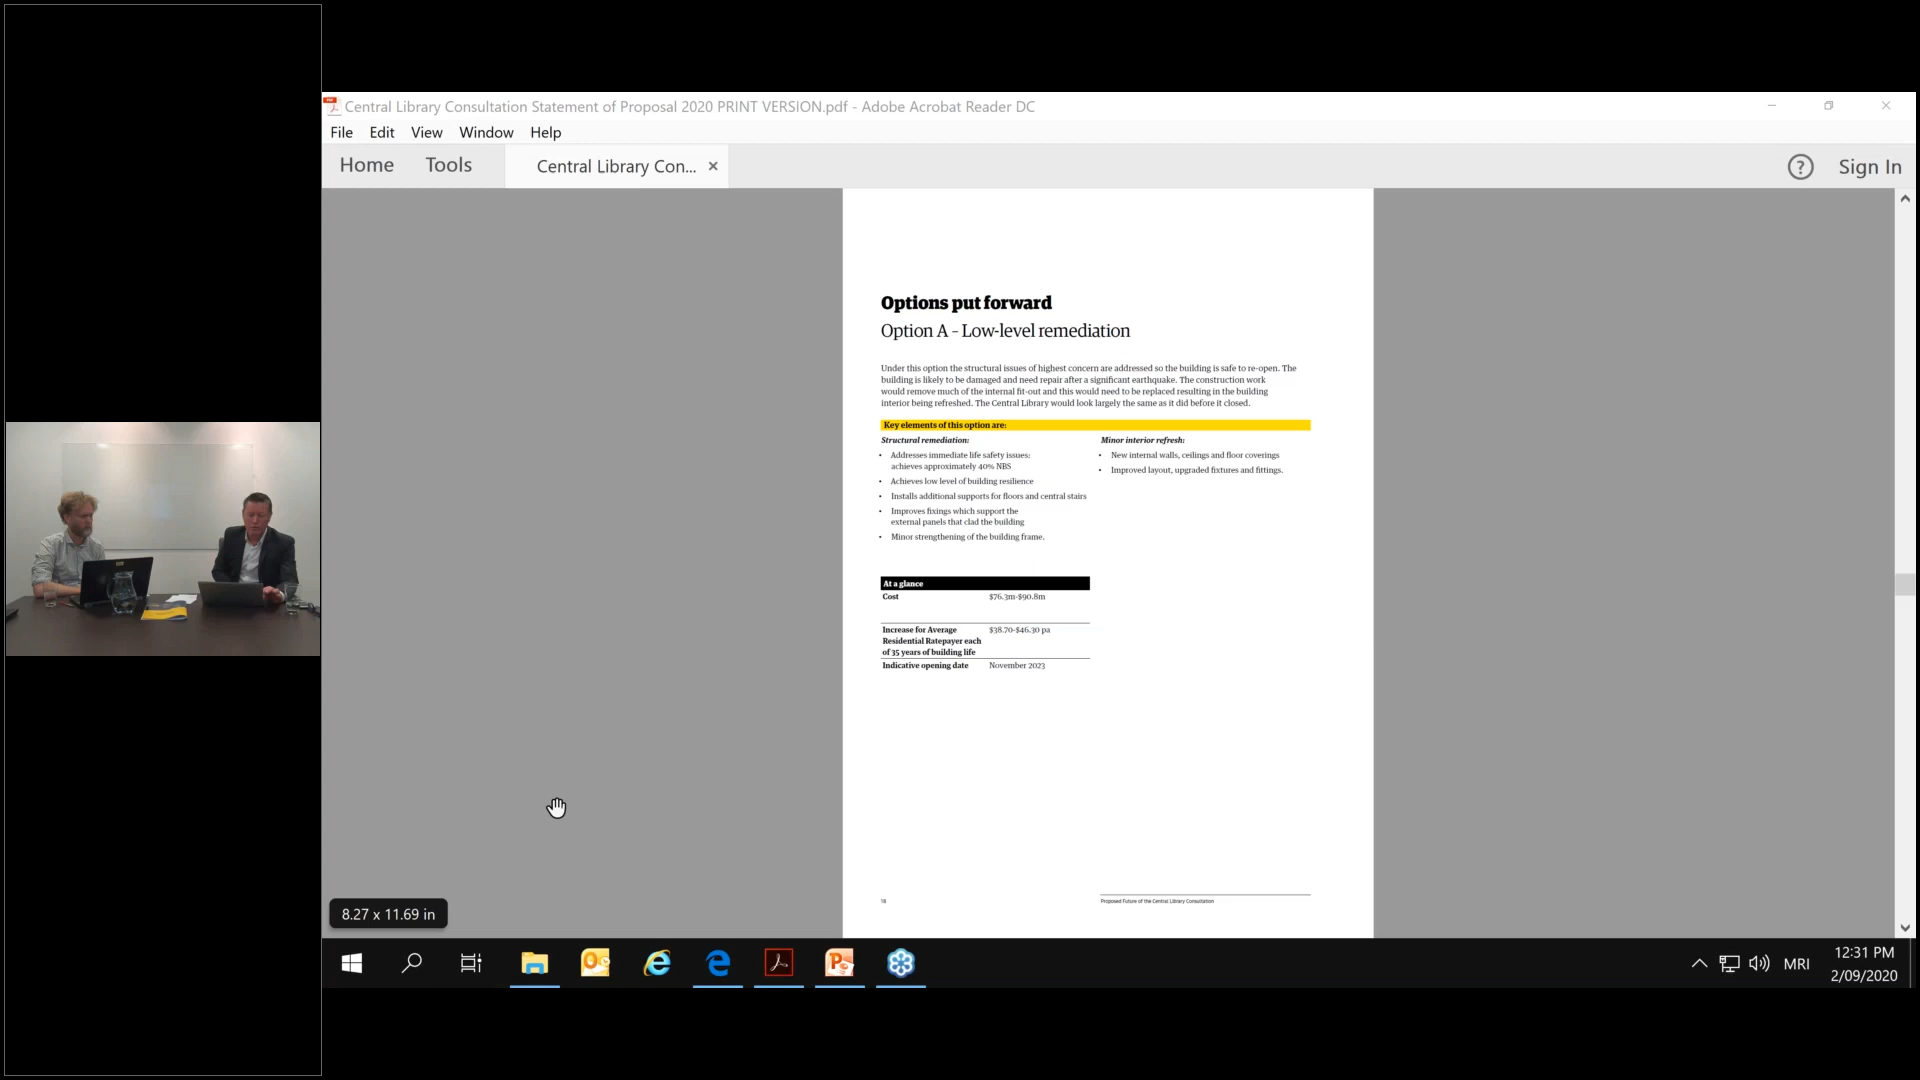 Central Library Consultation Statement of Proposal 2020 PRINT VERSION.pdf - Adobe Acrobat Reader DC
File Edit View Window Help
Home Tools Central Library Con... Sign In
Options put forward
Option A - Low-level remediation
Under this option the structural issues of highest concern are addressed so the building is safe to re-open. The
building is likely to be damaged and need repair after a significant earthquake. The construction work
would remove much of the internal fit-out and this would need to be replaced resulting in the building
interior being refreshed. The Central Library would look largely the same as it did before it closed.
Key elements of this option are:
Structural remediation:
• Addresses immediate life safety issues:
achieves approximately 40% NBS
• Achieves low level of building resilience
• Installs additional supports for floors and central stairs
• Improves fixings which support the
external panels that clad the building
• Minor strengthening of the building frame.
Minor interior refresh:
• New internal walls, ceilings and floor coverings
• Improved layout, upgraded fixtures and fittings.
At a glance
Cost $76.3m-$90.8m
Increase for Average $38.70-$46.30 pa
Residential Ratepayer each
of 35 years of building life
Indicative opening date November 2023
18 Proposed Future of the Central Library Consultation
8.27 x 11.69 in
MRI
12:31 PM
2/09/2020